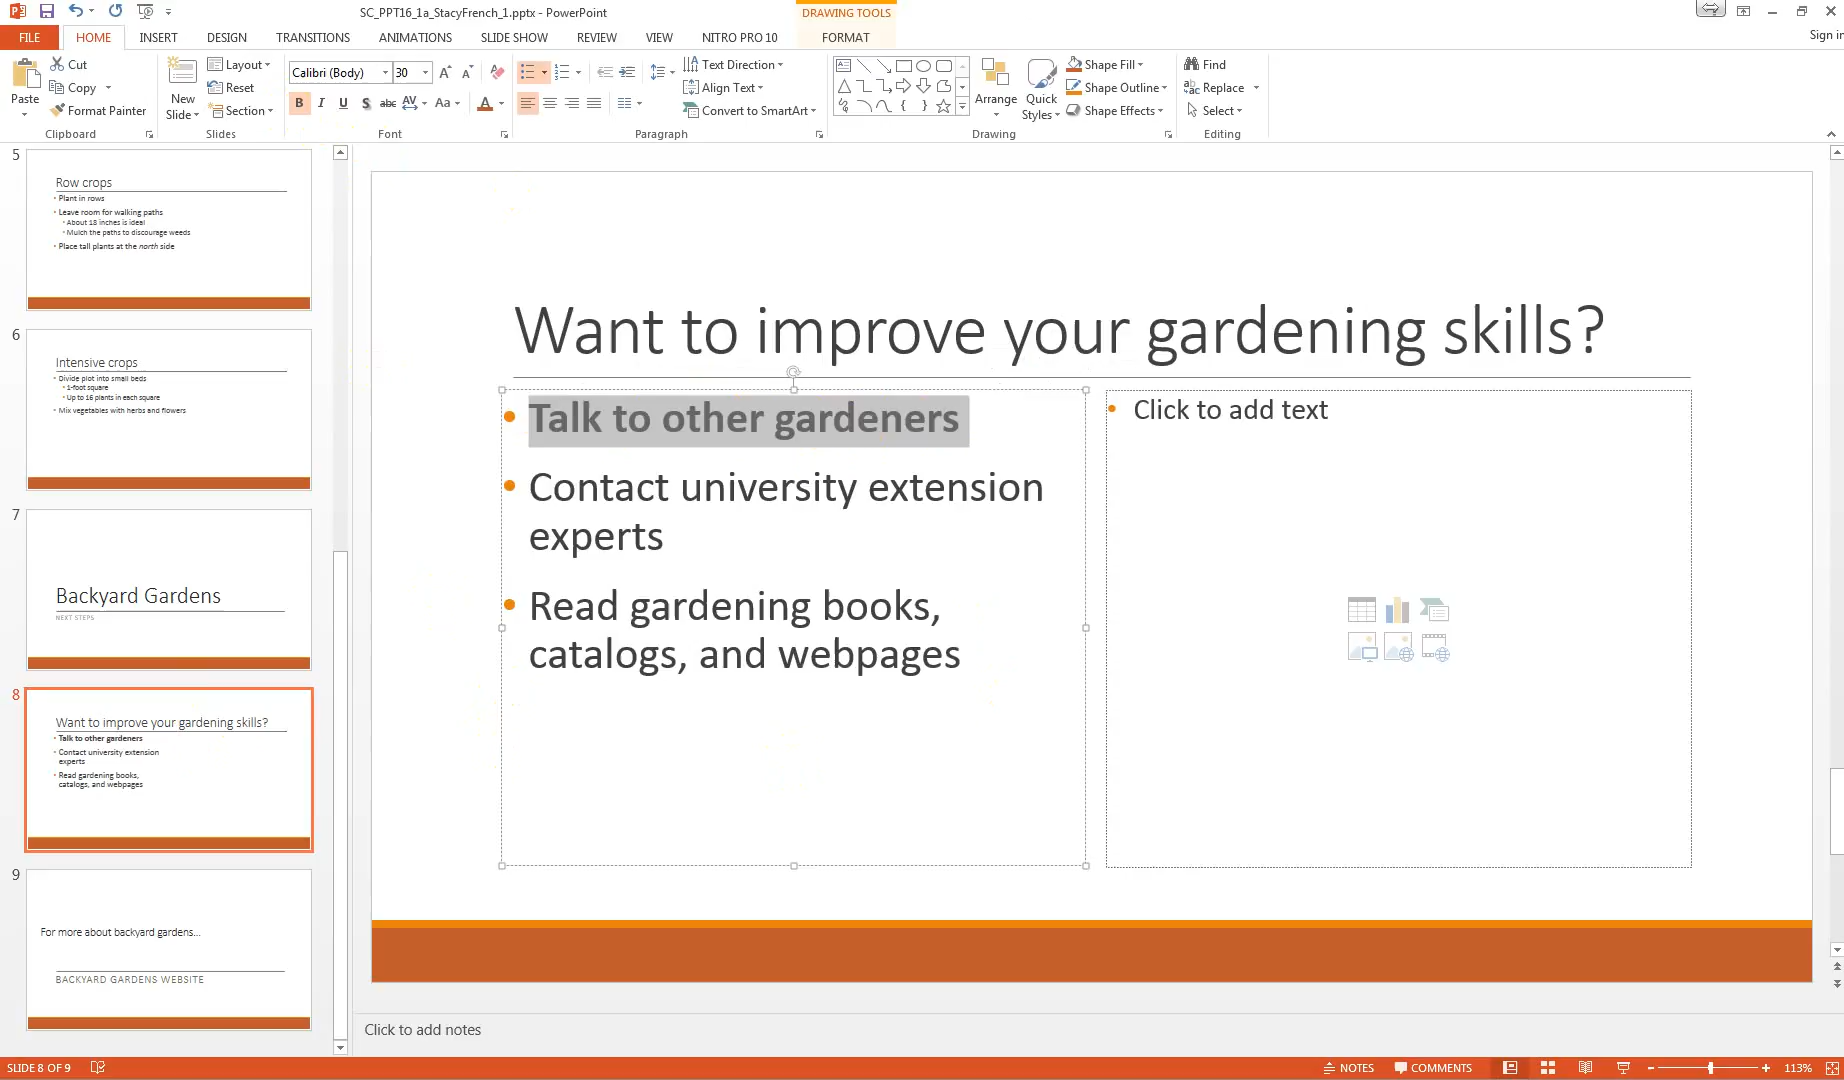 SC_PPT16_1a_StacyFrench_1.pptx - PowerPoint
DRAWING TOOLS
FILE
HOME
INSERT
DESIGN
TRANSITIONS
ANIMATIONS
SLIDE SHOW
REVIEW
VIEW
NITRO PRO 10
FORMAT
Sign in
Paste
Cut
Copy
Format Painter
Clipboard
New
Slide
Layout
Reset
Section
Slides
Calibri (Body)
30
B I U S abc AV Aa A
Font
Text Direction
Align Text
Convert to SmartArt
Paragraph
Arrange
Quick
Styles
Shape Fill
Shape Outline
Shape Effects
Drawing
Find
Replace
Select
Editing
5
Row crops
• Plant in rows
• Leave room for walking paths
• About 18 inches is ideal
• Mulch the paths to discourage weeds
• Place tall plants at the north side
6
Intensive crops
• Divide plot into small beds
• 1-foot square
• Up to 16 plants in each square
• Mix vegetables with herbs and flowers
7
Backyard Gardens
NEXT STEPS
8
Want to improve your gardening skills?
• Talk to other gardeners
• Contact university extension
experts
• Read gardening books,
catalogs, and webpages
9
For more about backyard gardens...
BACKYARD GARDENS WEBSITE
Want to improve your gardening skills?
• Talk to other gardeners
• Contact university extension
experts
• Read gardening books,
catalogs, and webpages
• Click to add text
Click to add notes
SLIDE 8 OF 9
NOTES
COMMENTS
113%